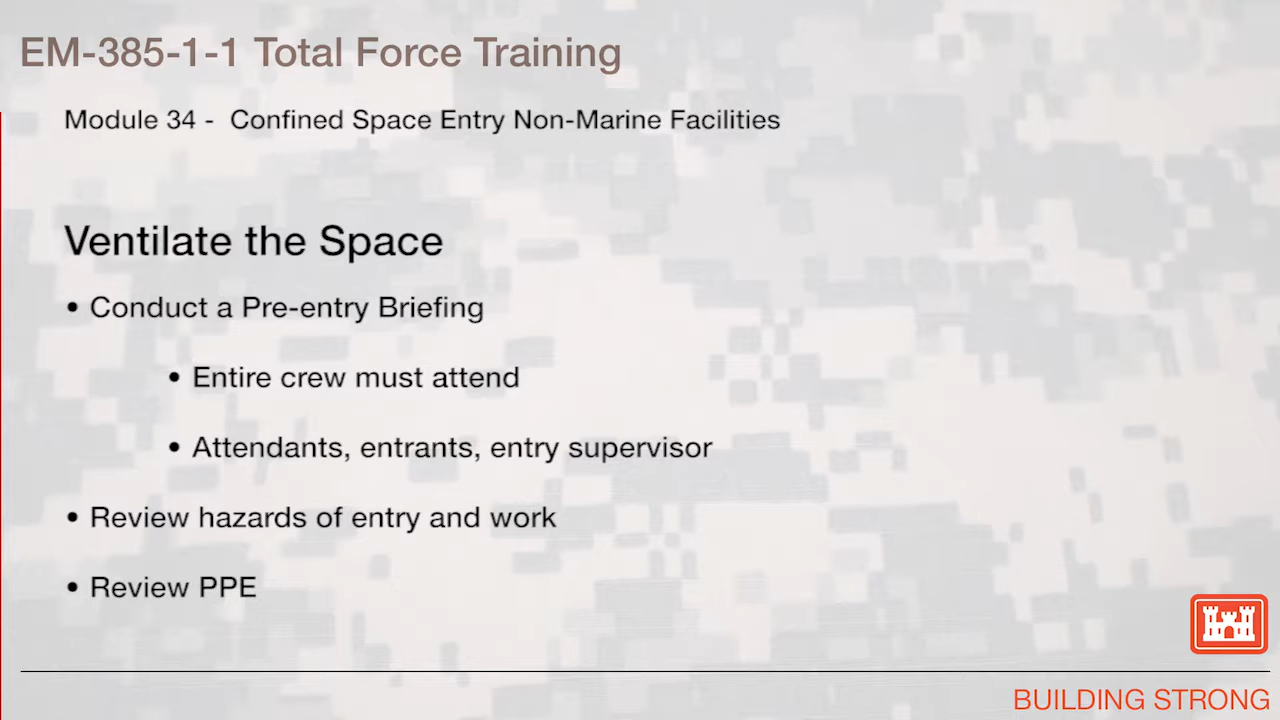 EM-385-1-1 Total Force Training
Module 34 - Confined Space Entry Non-Marine Facilities
Ventilate the Space
• Conduct a Pre-entry Briefing
• Entire crew must attend
• Attendants, entrants, entry supervisor
• Review hazards of entry and work
• Review PPE
BUILDING STRONG